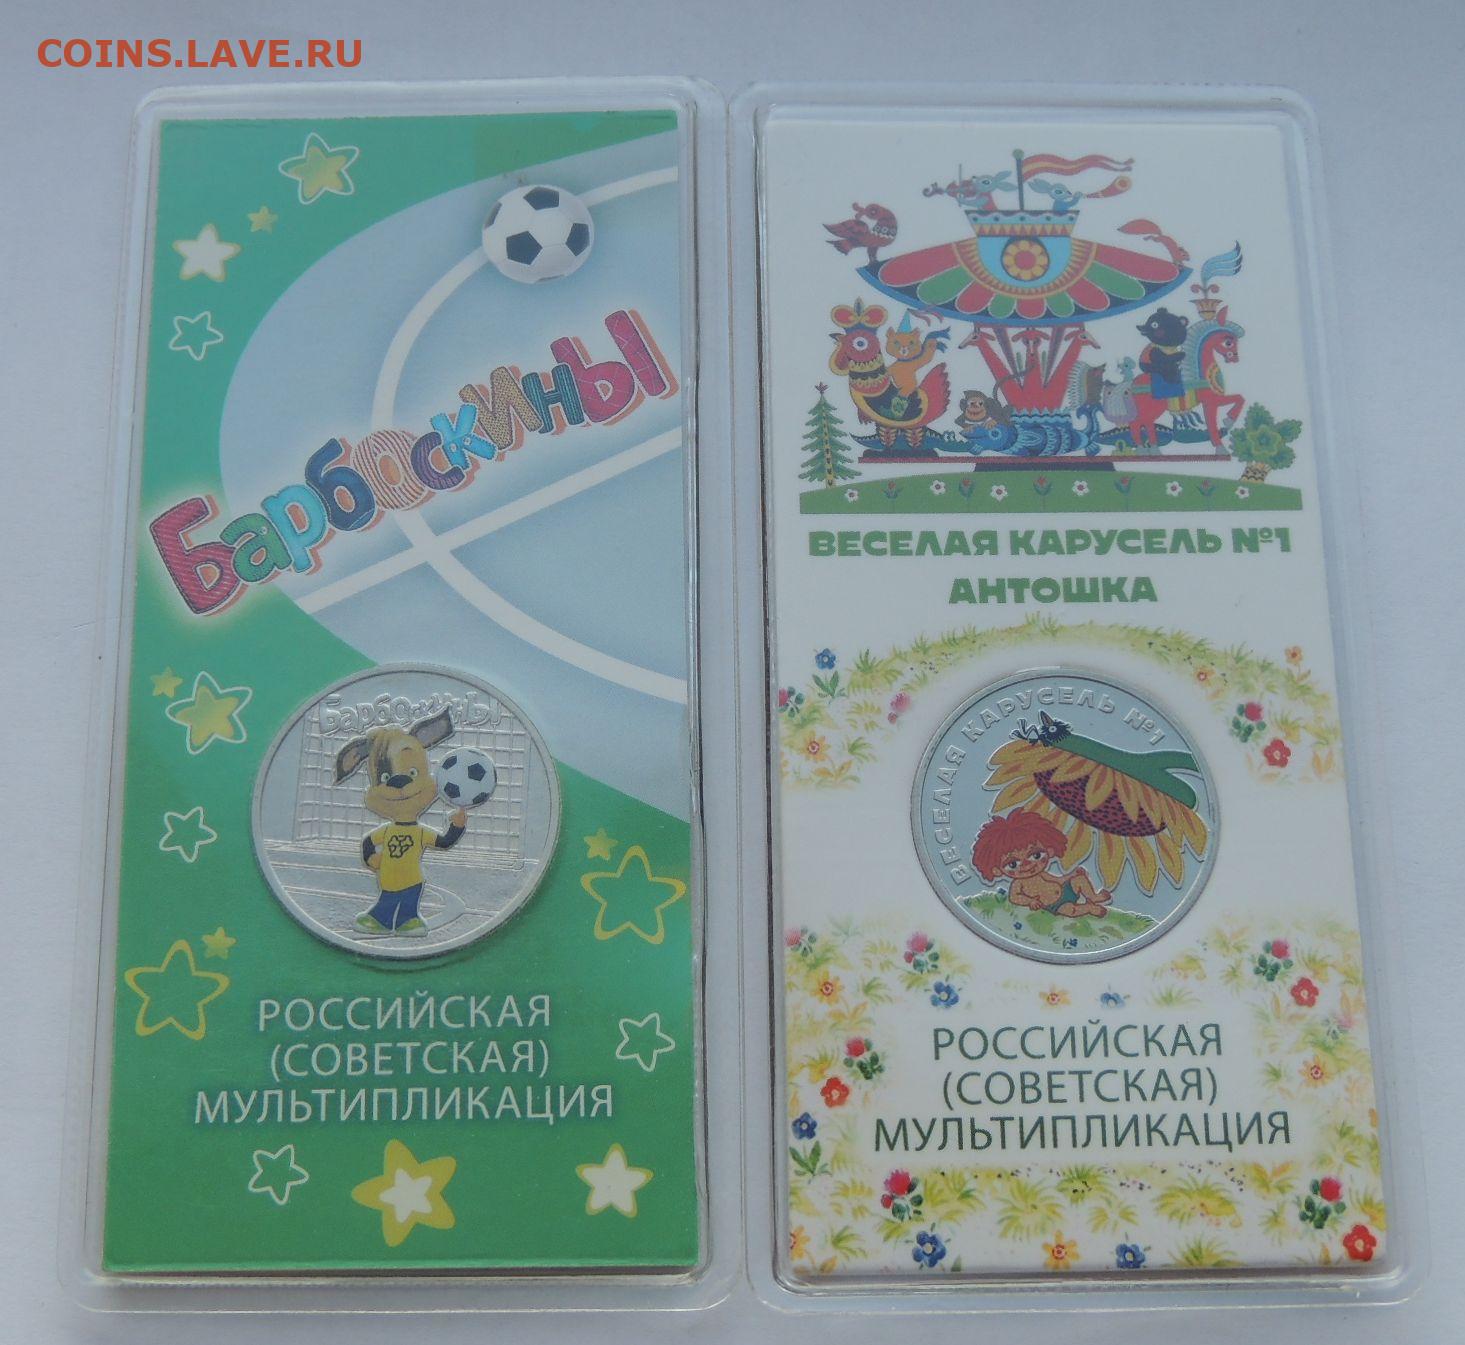 COINS.LAVE.RU
Барбоскины
Барбоскины
РОССИЙСКАЯ
(СОВЕТСКАЯ)
МУЛЬТИПЛИКАЦИЯ
ВЕСЕЛАЯ КАРУСЕЛЬ №1
АНТОШКА
ВЕСЕЛАЯ КАРУСЕЛЬ №1
РОССИЙСКАЯ
(СОВЕТСКАЯ)
МУЛЬТИПЛИКАЦИЯ